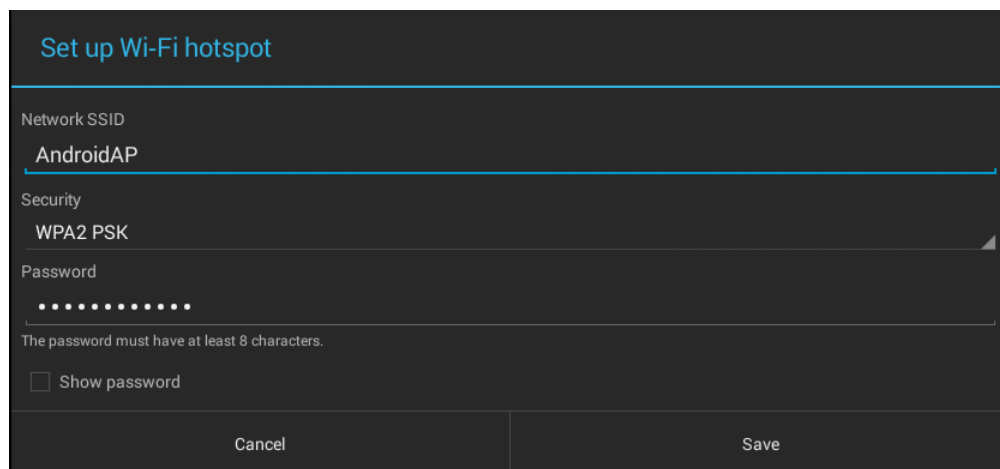 Set up Wi-Fi hotspot
Network SSID
AndroidAP
Security
WPA2 PSK
Password
••••••••••••
The password must have at least 8 characters.
Show password
Cancel
Save